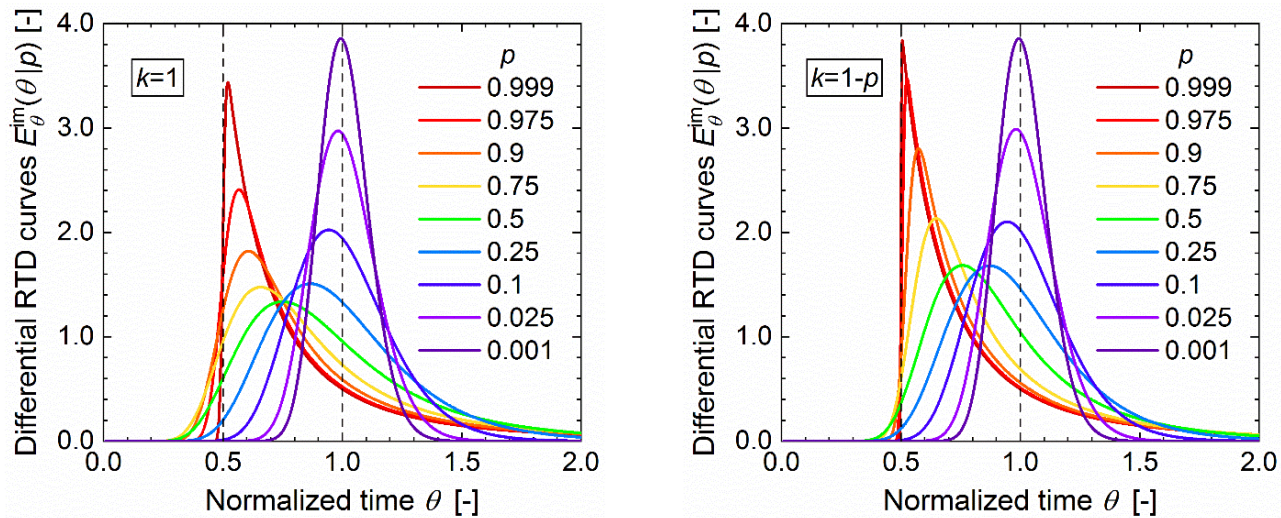 Differential RTD curves E_θ^im(θ|p) [-]
4.0
3.0
2.0
1.0
0.0
k=1
p
0.999
0.975
0.9
0.75
0.5
0.25
0.1
0.025
0.001
0.0 0.5 1.0 1.5 2.0
Normalized time θ [-]
Differential RTD curves E_θ^im(θ|p) [-]
4.0
3.0
2.0
1.0
0.0
k=1-p
p
0.999
0.975
0.9
0.75
0.5
0.25
0.1
0.025
0.001
0.0 0.5 1.0 1.5 2.0
Normalized time θ [-]